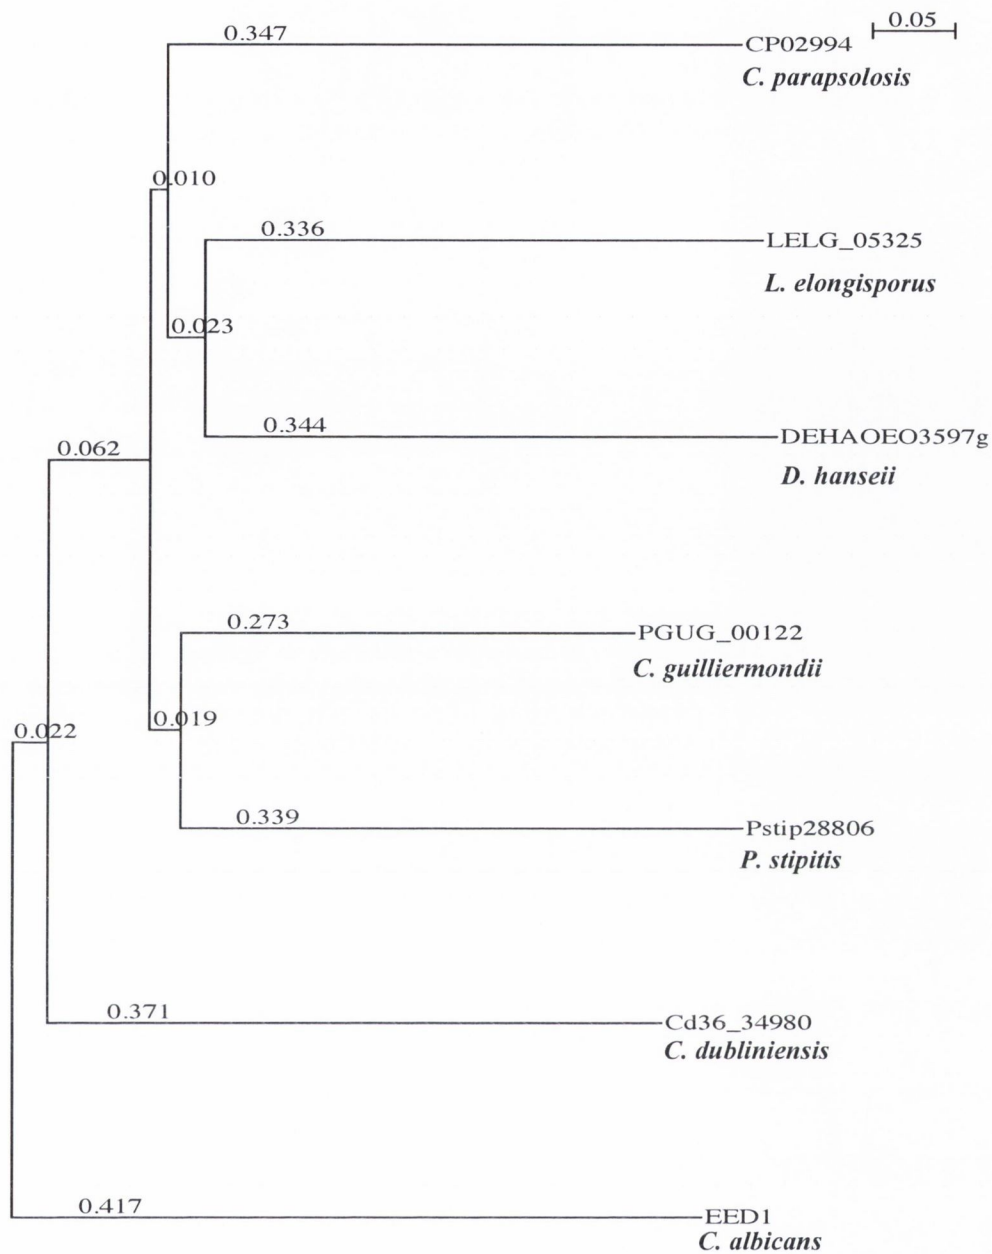 0.05
0.347
CP02994
C. parapsolosis
0.010
0.336
LELG_05325
L. elongisporus
0.023
0.344
DEHAOEO3597g
D. hanseii
0.062
0.273
PGUG_00122
C. guilliermondii
0.019
0.022
0.339
Pstip28806
P. stipitis
0.371
Cd36_34980
C. dubliniensis
0.417
EED1
C. albicans